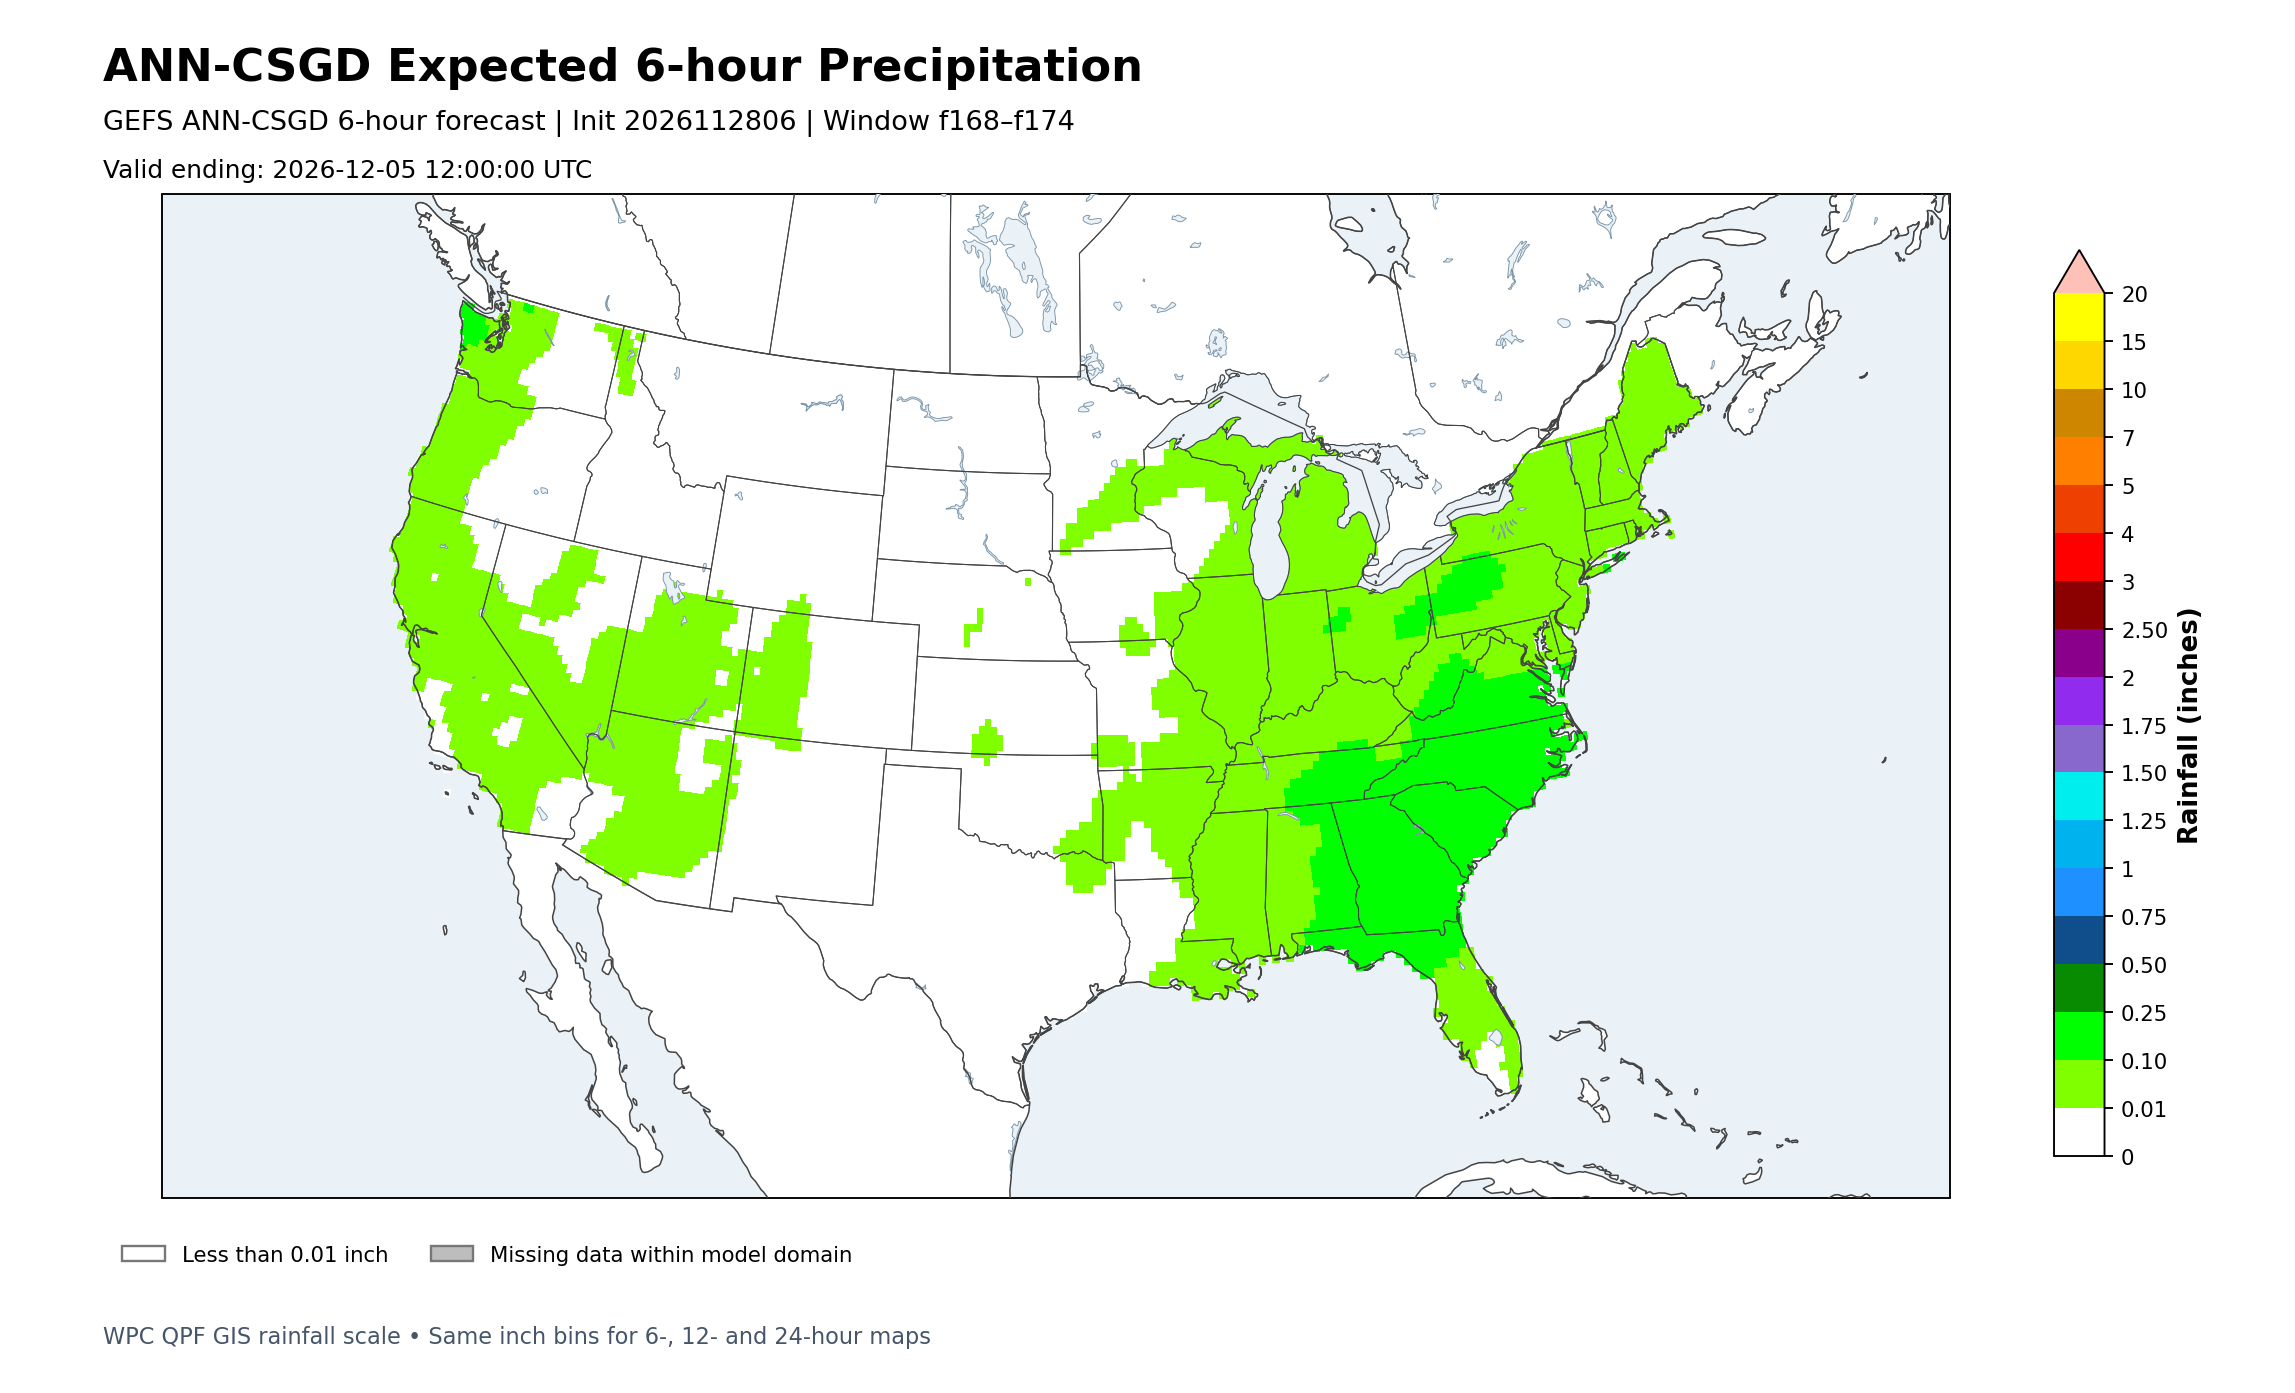 ANN-CSGD Expected 6-hour Precipitation
GEFS ANN-CSGD 6-hour forecast | Init 2026112806 | Window f168–f174
Valid ending: 2026-12-05 12:00:00 UTC
20
15
10
7
5
4
3
2.50
2
1.75
1.50
1.25
1
0.75
0.50
0.25
0.10
0.01
0
Rainfall (inches)
Less than 0.01 inch
Missing data within model domain
WPC QPF GIS rainfall scale • Same inch bins for 6-, 12- and 24-hour maps